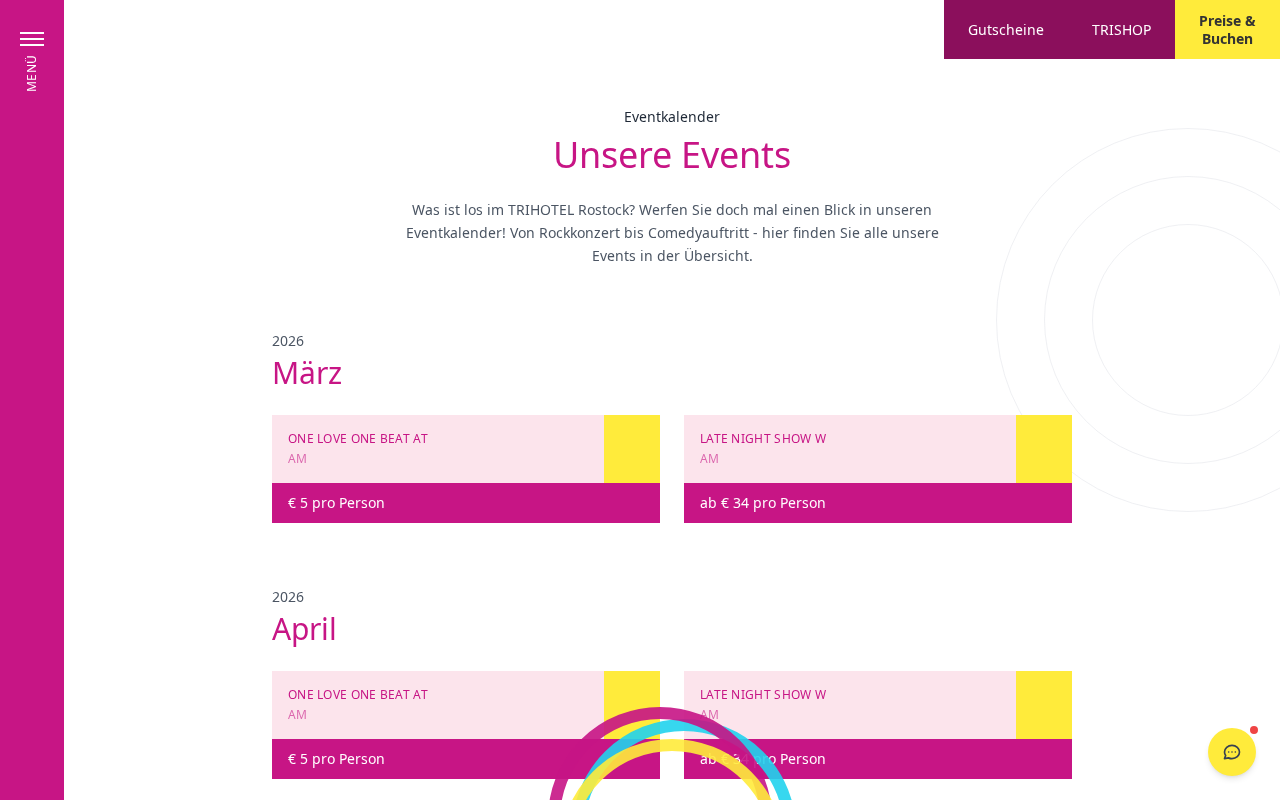 MENÜ
Gutscheine
TRISHOP
Preise &
Buchen
Eventkalender
Unsere Events
Was ist los im TRIHOTEL Rostock? Werfen Sie doch mal einen Blick in unseren
Eventkalender! Von Rockkonzert bis Comedyauftritt - hier finden Sie alle unsere
Events in der Übersicht.
2026
März
ONE LOVE ONE BEAT AT
AM
€ 5 pro Person
LATE NIGHT SHOW W
AM
ab € 34 pro Person
2026
April
ONE LOVE ONE BEAT AT
AM
€ 5 pro Person
LATE NIGHT SHOW W
AM
ab € 34 pro Person